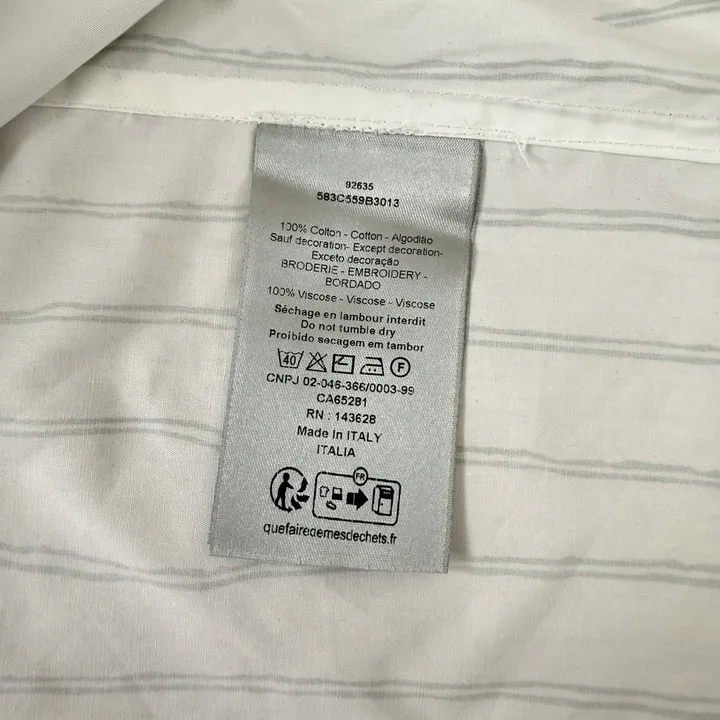 92635
583C559B3013
100% Cotton - Cotton - Algodião
Sauf decoration- Except decoration-
Exceto decoração
BRODERIE - EMBROIDERY -
BORDADO
100% Viscose - Viscose - Viscose
Séchage en tambour interdit
Do not tumble dry
Proibido secagem em tambor
40 F
CNPJ 02-046-366/0003-99
CA65281
RN : 143628
Made In ITALY
ITALIA
FR
quefairedemesdechets.fr